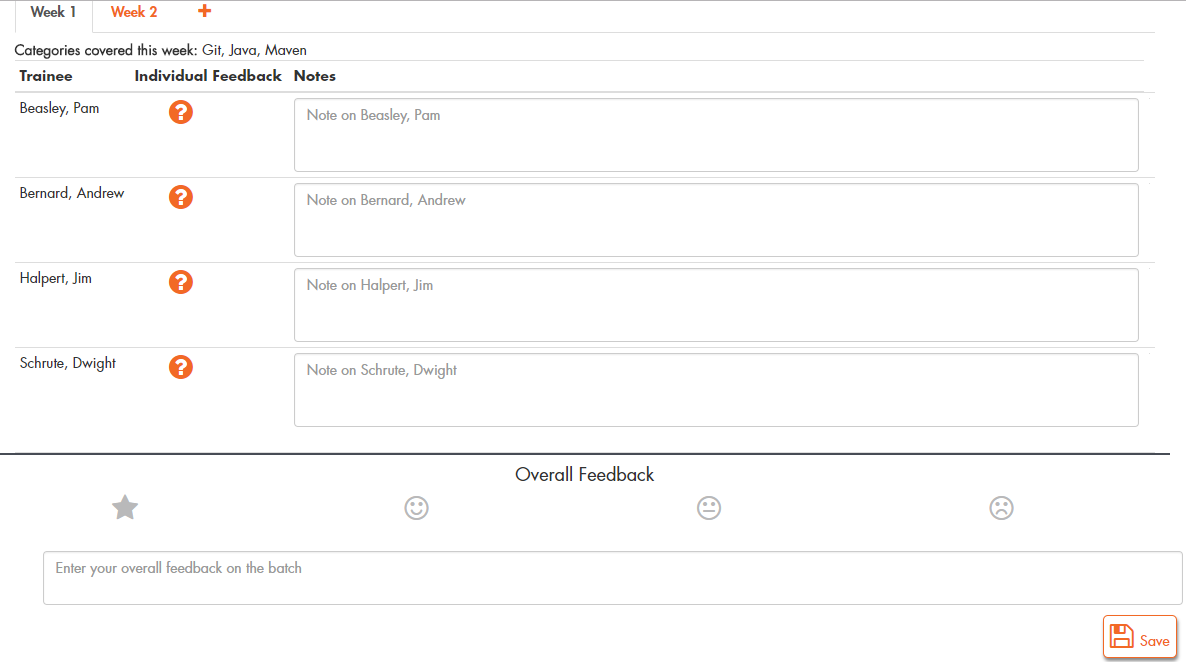 Week 1 Week 2 +
Categories covered this week: Git, Java, Maven
Trainee Individual Feedback Notes
Beasley, Pam ? Note on Beasley, Pam
Bernard, Andrew ? Note on Bernard, Andrew
Halpert, Jim ? Note on Halpert, Jim
Schrute, Dwight ? Note on Schrute, Dwight
Overall Feedback
Enter your overall feedback on the batch
Save